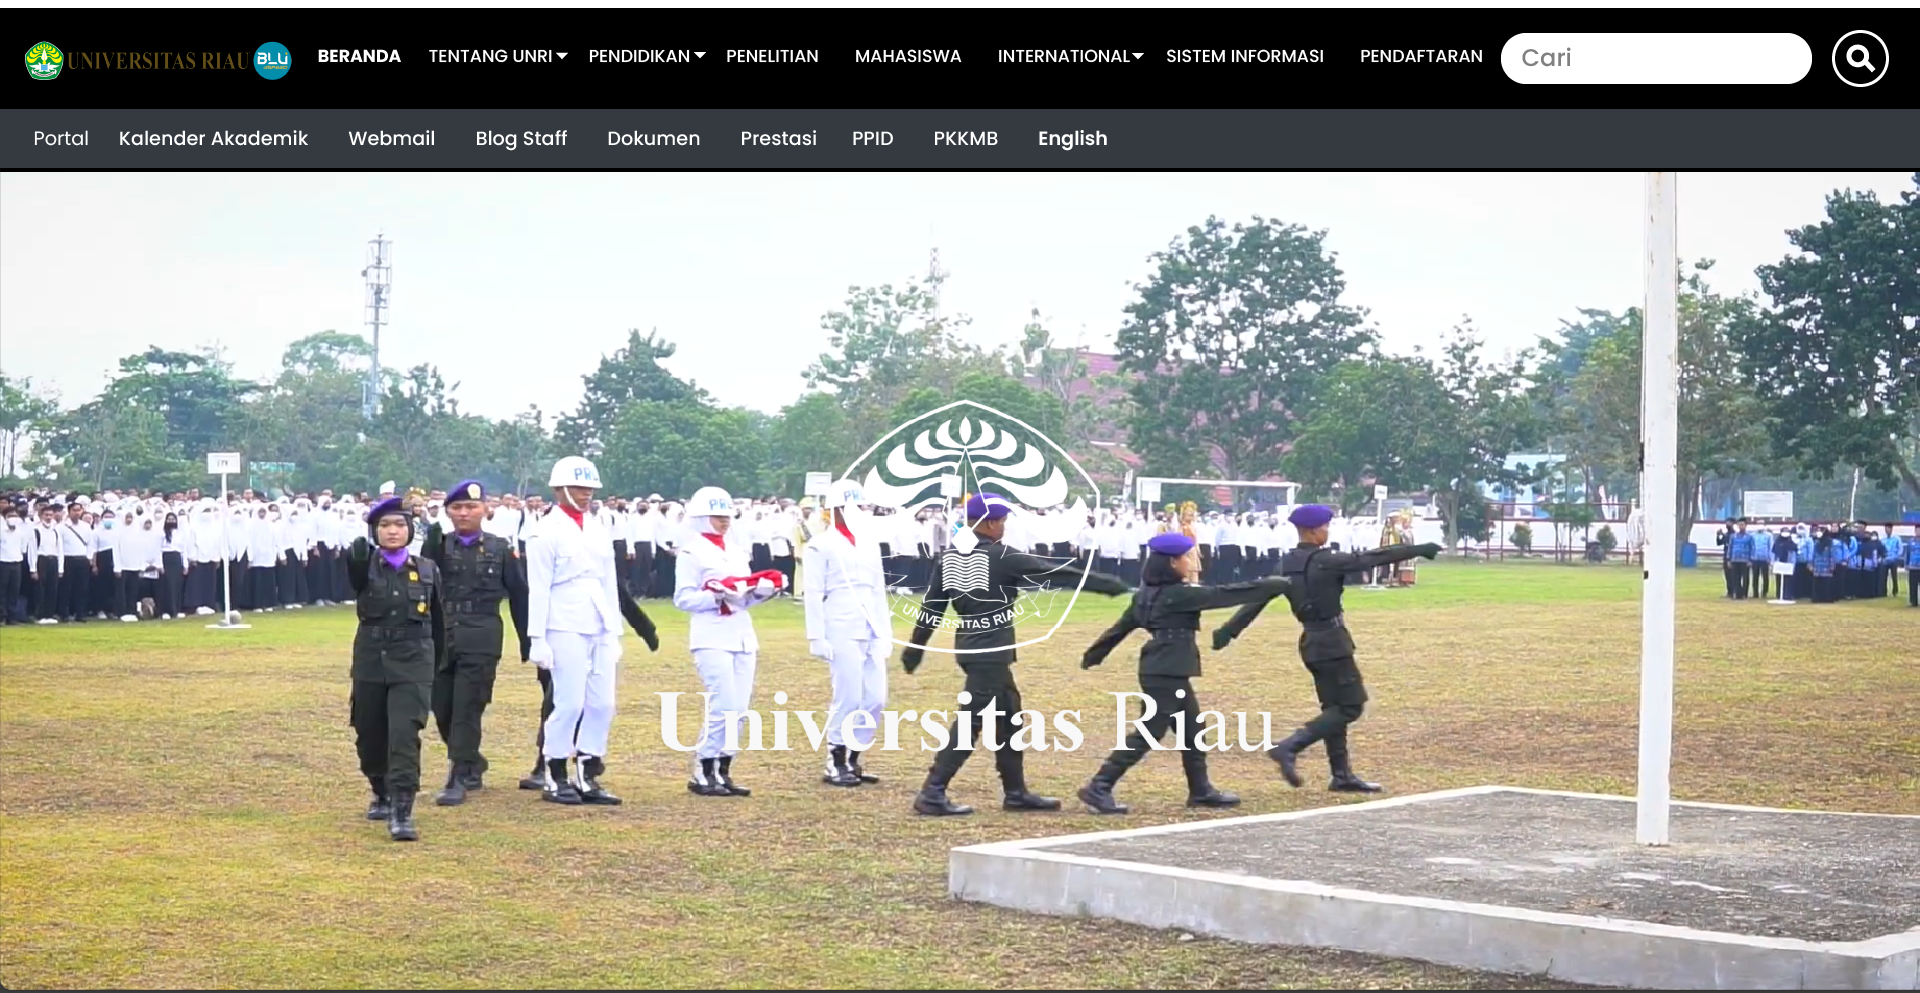 UNIVERSITAS RIAU BLU
BERANDA TENTANG UNRI PENDIDIKAN PENELITIAN MAHASISWA INTERNATIONAL SISTEM INFORMASI PENDAFTARAN Cari
Portal Kalender Akademik Webmail Blog Staff Dokumen Prestasi PPID PKKMB English
UNIVERSITAS RIAU
Universitas Riau